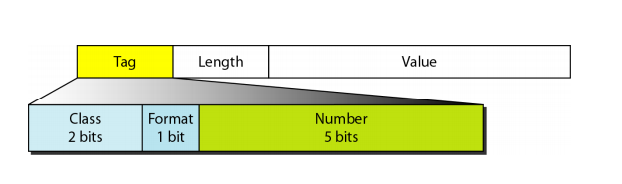 Tag Length Value
Class Format Number
2 bits 1 bit 5 bits